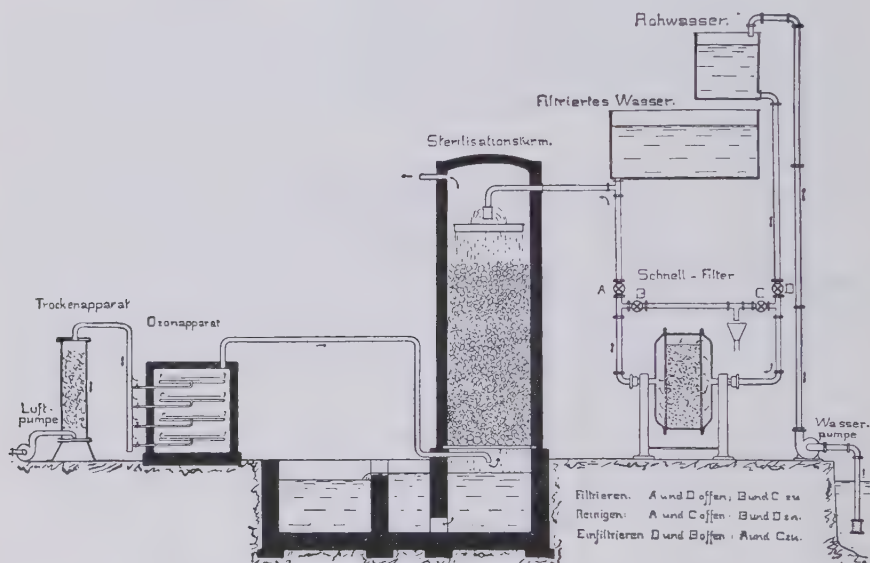 Rohwasser.
Filtriertes Wasser.
Sterilisationsturm.
Schnell-Filter
A
B
C
D
Trockenapparat
Ozonapparat
Luft-
pumpe
Wasser-
pumpe
Filtrieren: A und D offen; B und C zu
Reinigen: A und C offen. B und D zu.
Einfiltrieren D und B offen. A und C zu.